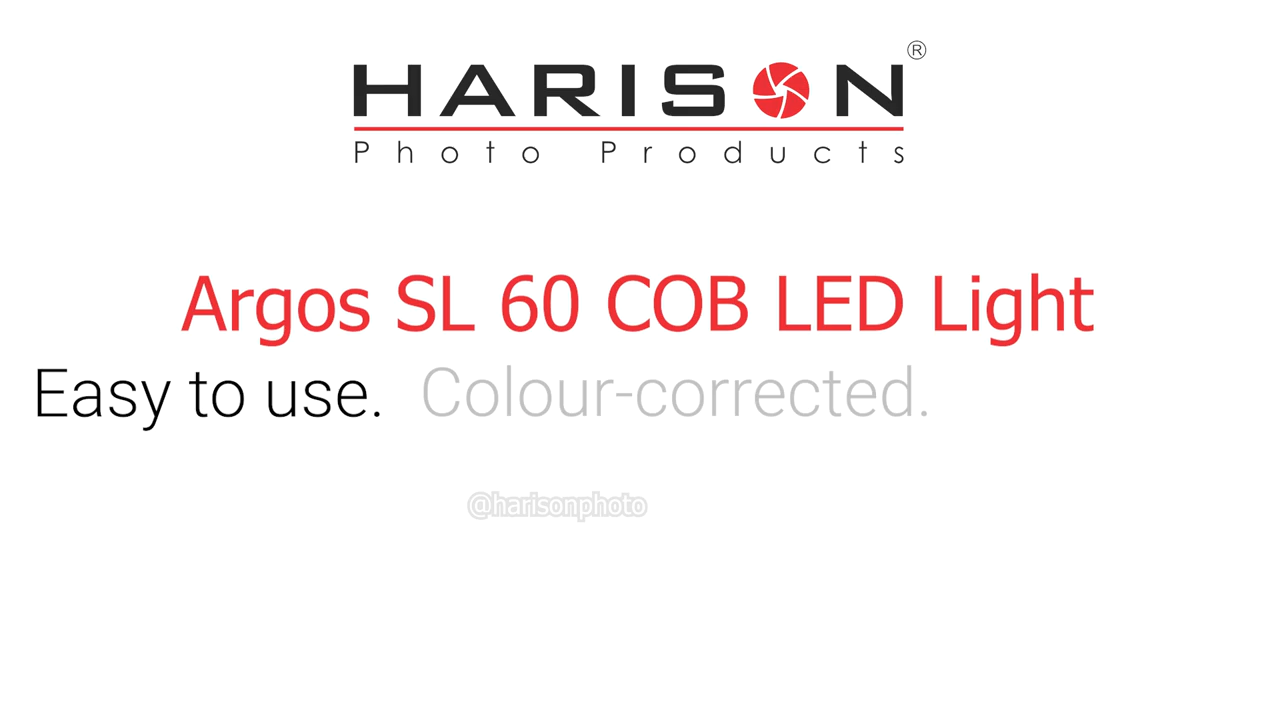 HARISON®
Photo Products
Argos SL 60 COB LED Light
Easy to use. Colour-corrected.
@harisonphoto